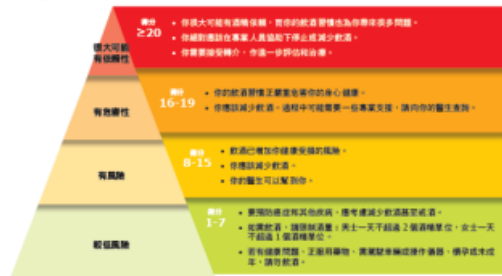 得分
≥20
很大可能
有依賴性
• 你很大可能有酒精依賴，而你的飲酒習慣也為你帶來很多問題。
• 你絕對應該在專業人員協助下停止或減少飲酒。
• 你需要接受轉介，作進一步評估和治療。
得分
16-19
有危害性
• 你的飲酒習慣正嚴重危害你的身心健康。
• 你應該減少飲酒。過程中可能需要一些專業支援，請向你的醫生查詢。
得分
8-15
有風險
• 飲酒已增加你健康受損的風險。
• 你應該減少飲酒。
• 你的醫生可以幫到你。
得分
1-7
較低風險
• 要預防癌症和其他疾病，應考慮減少飲酒甚至戒酒。
• 如需飲酒，請限制酒量：男士一天不超過 2 個酒精單位，女士一天
不超過 1 個酒精單位。
• 若有健康問題、正服用藥物、需駕駛車輛或操作儀器、懷孕或未成
年，請勿飲酒。